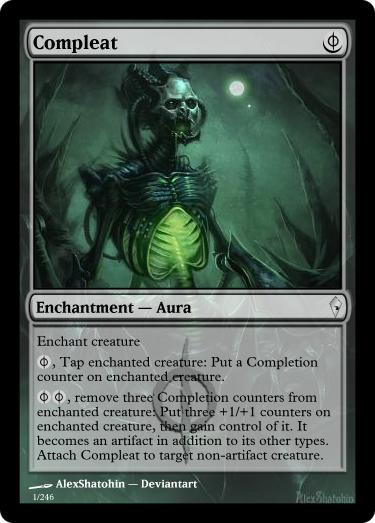 Compleat
Enchantment — Aura
Enchant creature
Φ, Tap enchanted creature: Put a Completion
counter on enchanted creature.
ΦΦ, remove three Completion counters from
enchanted creature: Put three +1/+1 counters on
enchanted creature, then gain control of it. It
becomes an artifact in addition to its other types.
Attach Compleat to target non-artifact creature.
AlexShatohin — Deviantart
1/246
AlexShatohin